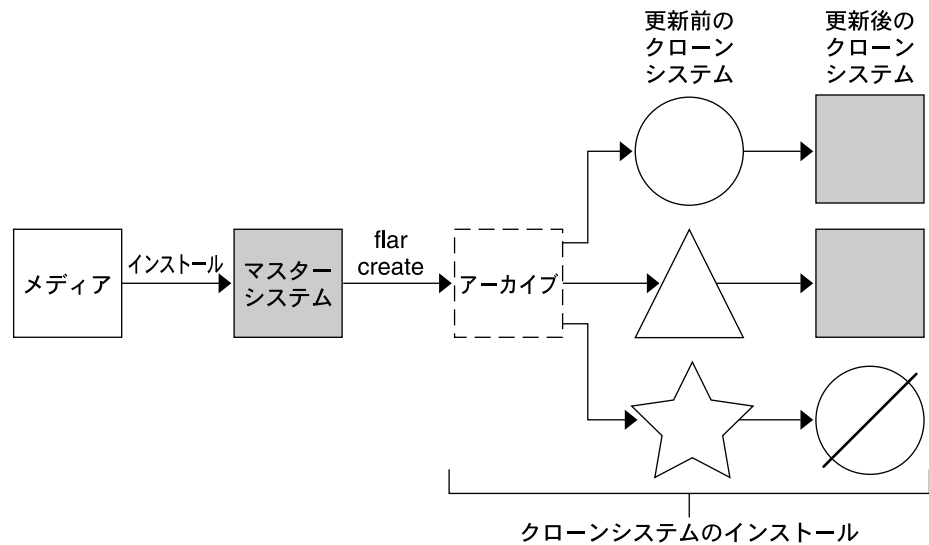 更新前の
クローン
システム
更新後の
クローン
システム
メディア
インストール
マスター
システム
flar
create
アーカイブ
クローンシステムのインストール